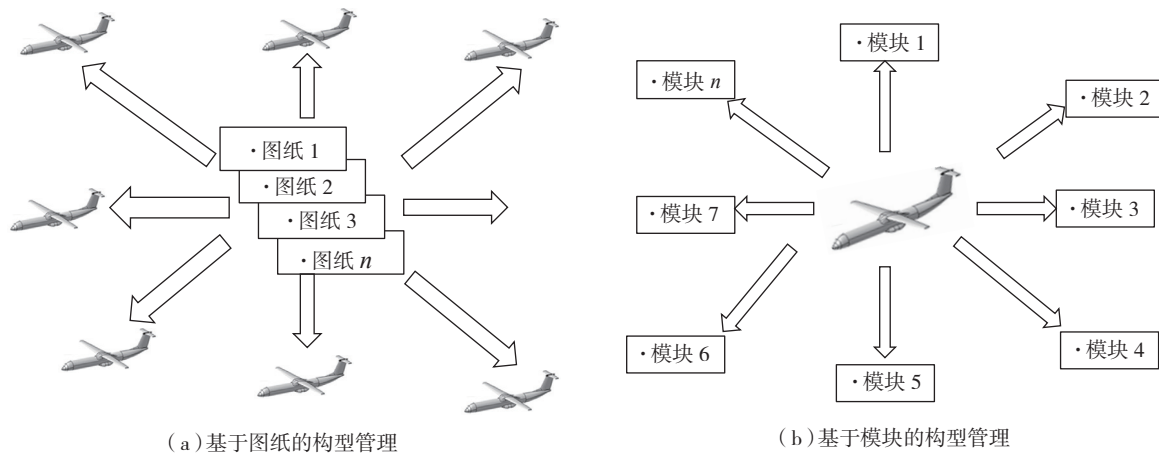 · 图纸 1
· 图纸 2
· 图纸 3
· 图纸 n
(a)基于图纸的构型管理
· 模块 1
· 模块 n
· 模块 2
· 模块 7
· 模块 3
· 模块 6
· 模块 4
· 模块 5
(b)基于模块的构型管理